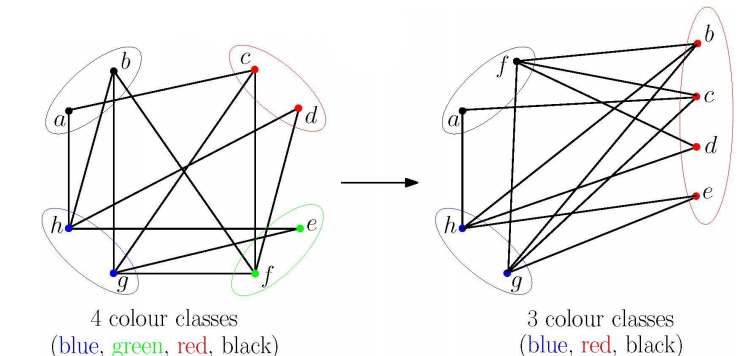 b
c
a
d
h
e
g
f
4 colour classes
(blue, green, red, black)
f
b
a
c
d
h
e
g
3 colour classes
(blue, red, black)